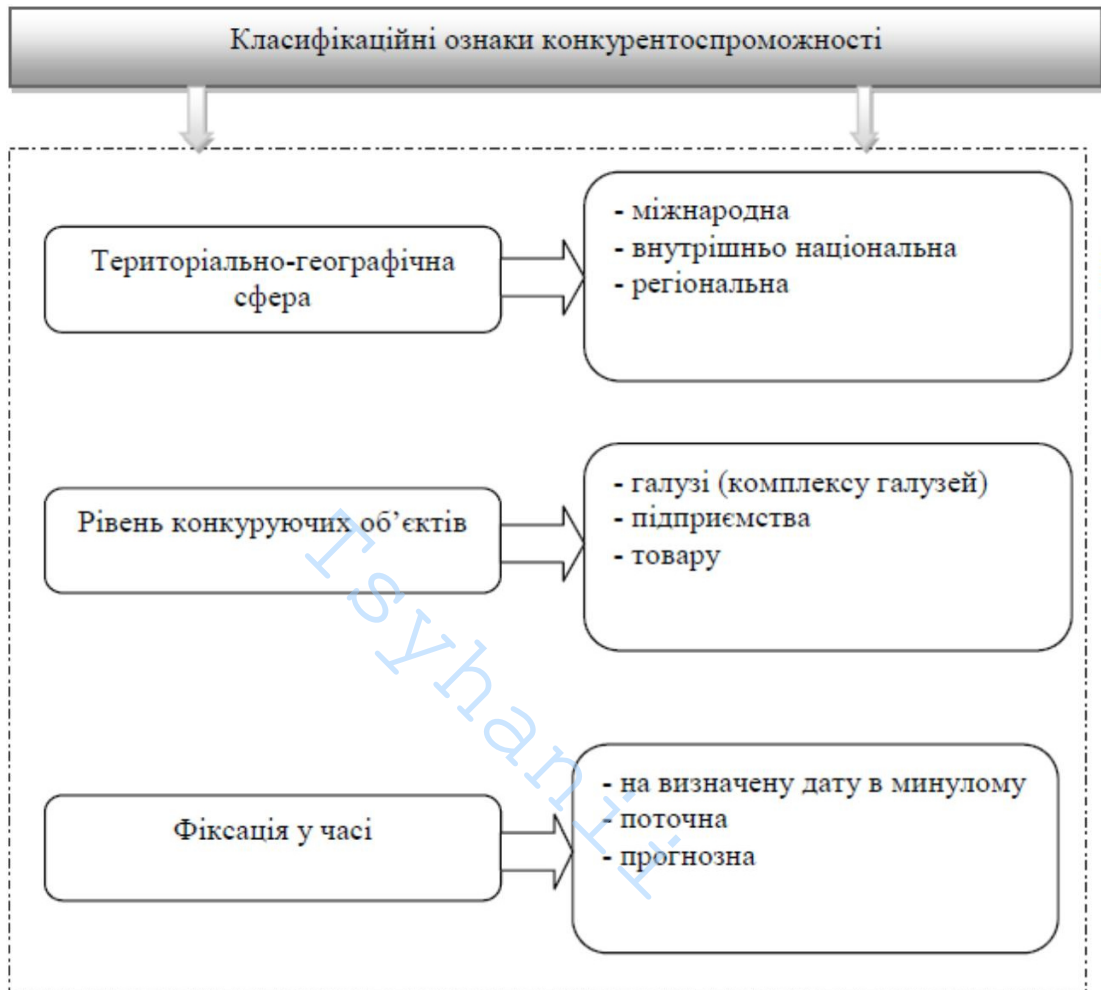 Класифікаційні ознаки конкурентоспроможності
Територіально-географічна
сфера
- міжнародна
- внутрішньо національна
- регіональна
Рівень конкуруючих об’єктів
- галузі (комплексу галузей)
- підприємства
- товару
Фіксація у часі
- на визначену дату в минулому
- поточна
- прогнозна
Tsyhanii